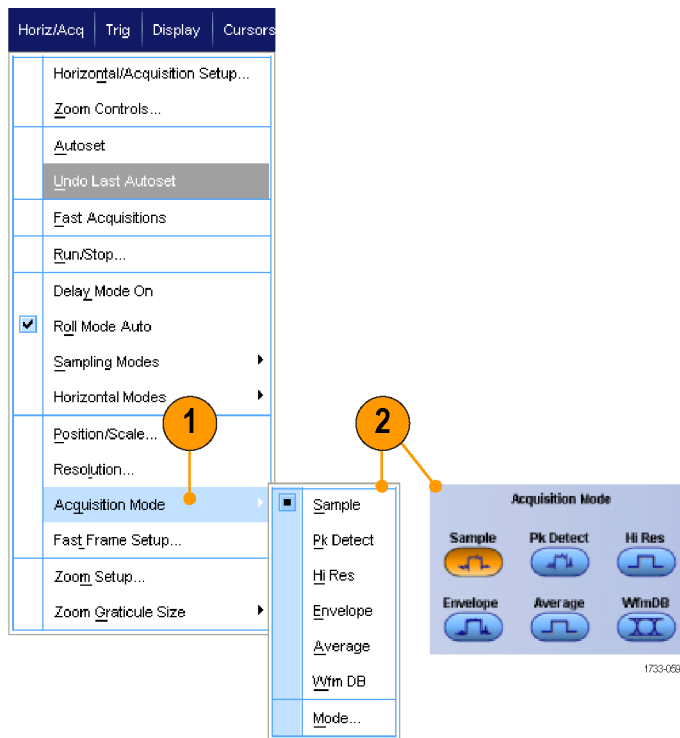 Horiz/Acq Trig Display Cursors
Horizontal/Acquisition Setup...
Zoom Controls...
Autoset
Undo Last Autoset
Fast Acquisitions
Run/Stop...
Delay Mode On
Roll Mode Auto
Sampling Modes
Horizontal Modes
Position/Scale...
Resolution...
Acquisition Mode
Fast Frame Setup...
Zoom Setup...
Zoom Graticule Size
1
2
Sample
Pk Detect
Hi Res
Envelope
Average
Wfm DB
Mode...
Acquisition Mode
Sample Pk Detect Hi Res
Envelope Average WfmDB
1733-059